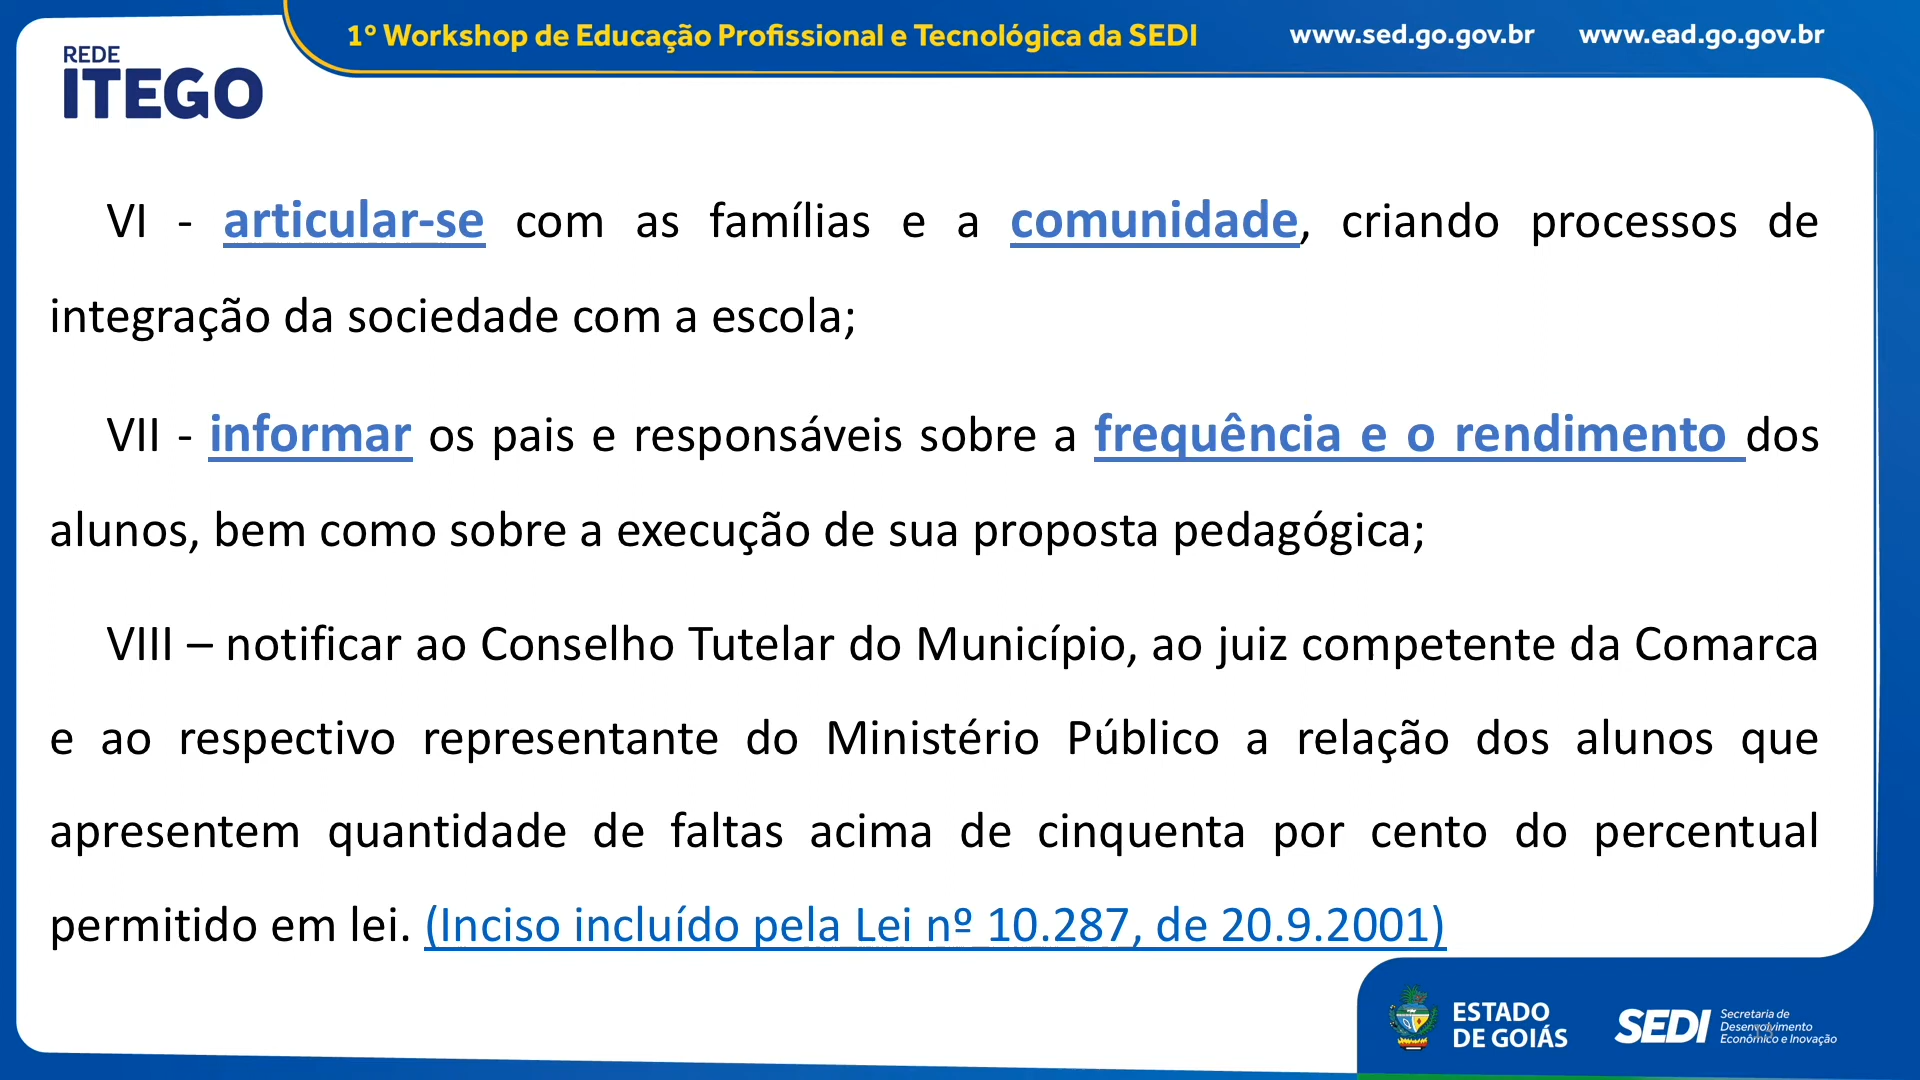 1º Workshop de Educação Profissional e Tecnológica da SEDI www.sed.go.gov.br www.ead.go.gov.br
REDE
ITEGO
VI - articular-se com as famílias e a comunidade, criando processos de
integração da sociedade com a escola;
VII - informar os pais e responsáveis sobre a frequência e o rendimento dos
alunos, bem como sobre a execução de sua proposta pedagógica;
VIII – notificar ao Conselho Tutelar do Município, ao juiz competente da Comarca
e ao respectivo representante do Ministério Público a relação dos alunos que
apresentem quantidade de faltas acima de cinquenta por cento do percentual
permitido em lei. (Inciso incluído pela Lei nº 10.287, de 20.9.2001)
ESTADO
DE GOIÁS
SEDI
Secretaria de
Desenvolvimento
Econômico e Inovação
13